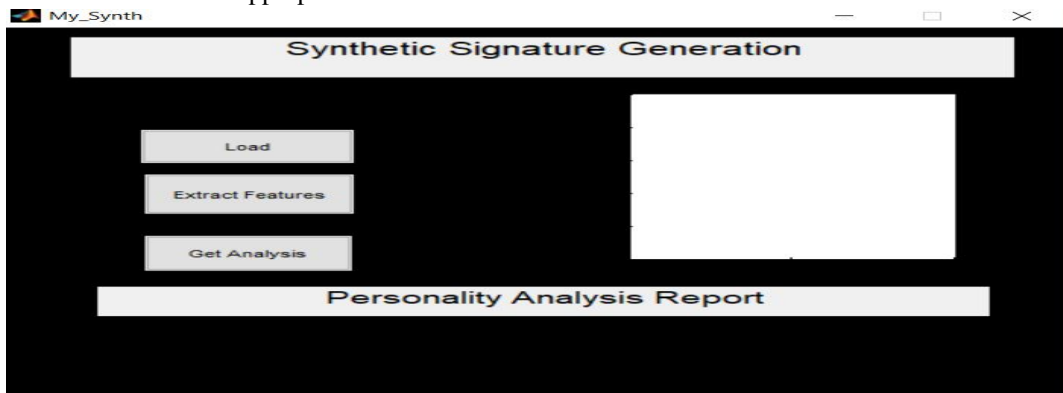 My_Synth
Synthetic Signature Generation
Load
Extract Features
Get Analysis
Personality Analysis Report